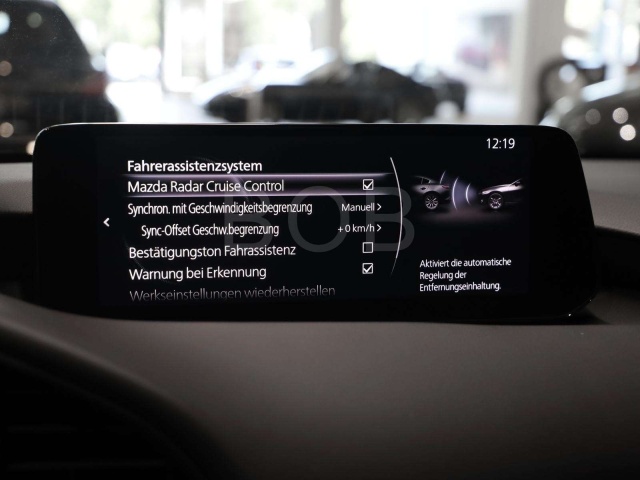 12:19
Fahrerassistenzsystem
Mazda Radar Cruise Control
Synchron. mit Geschwindigkeitsbegrenzung Manuell
Sync-Offset Geschw.begrenzung + 0 km/h
Bestätigungston Fahrassistenz
Warnung bei Erkennung
Werkseinstellungen wiederherstellen
Aktiviert die automatische
Regelung der
Entfernungseinhaltung.
BOB